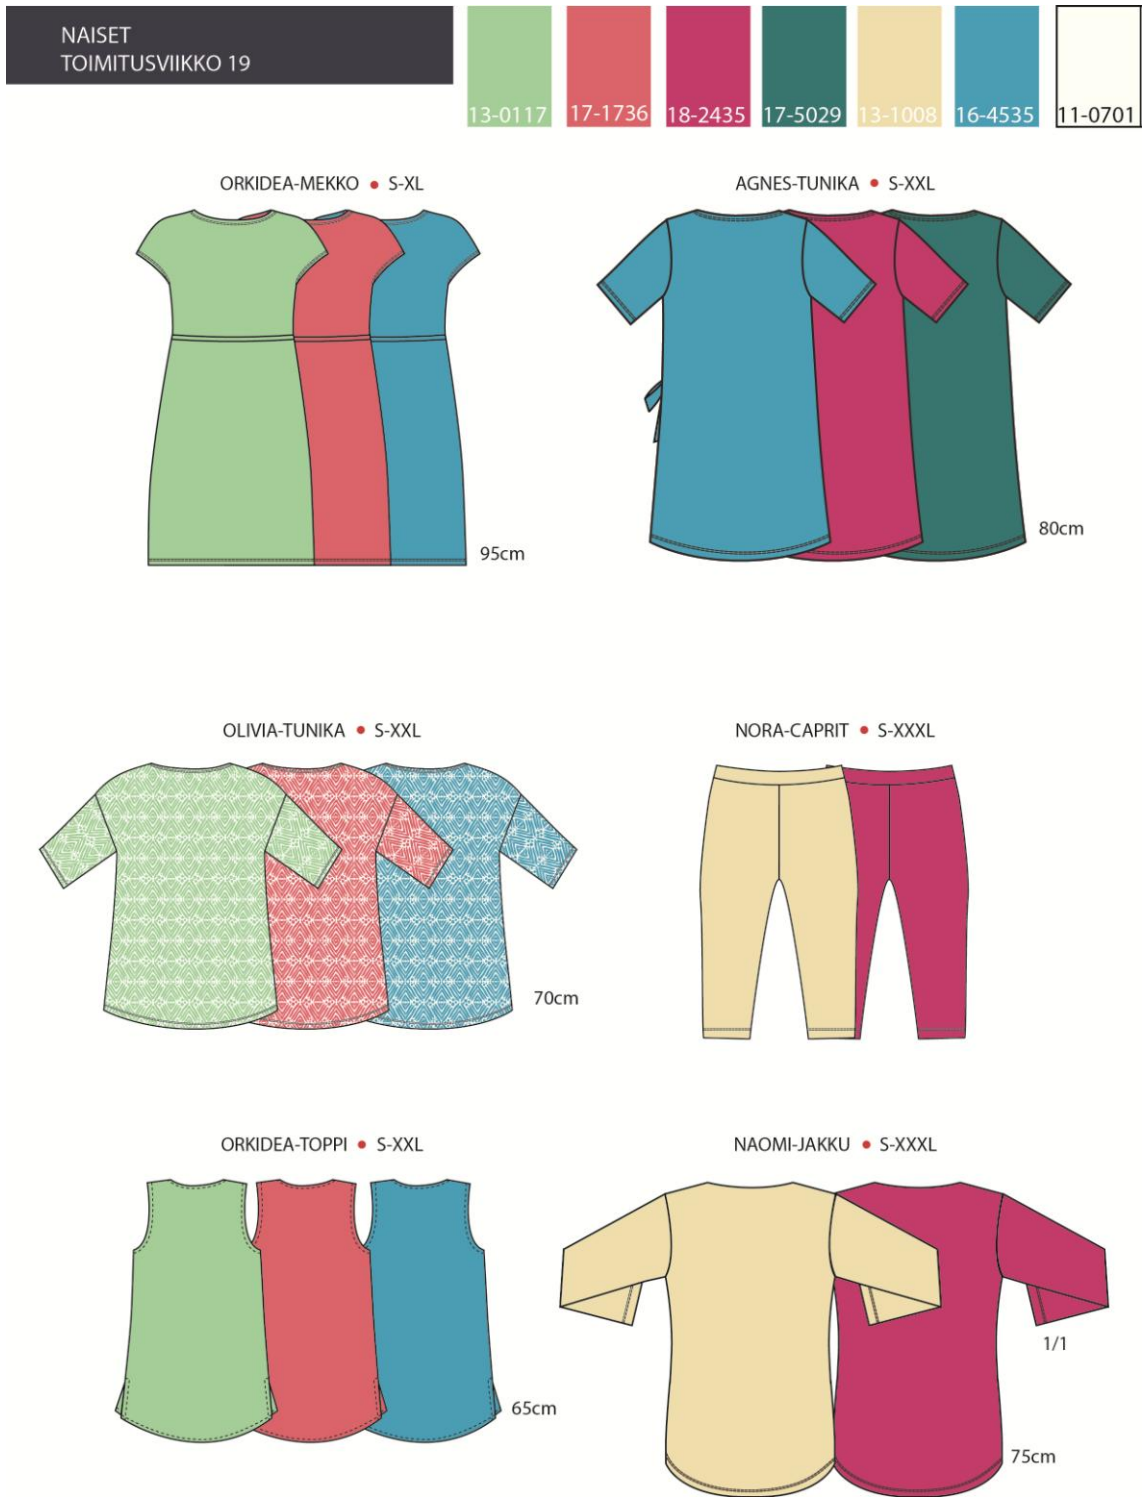 NAISET
TOIMITUSVIIKKO 19
13-0117 17-1736 18-2435 17-5029 13-1008 16-4535 11-0701
ORKIDEA-MEKKO • S-XL
95cm
AGNES-TUNIKA • S-XXL
80cm
OLIVIA-TUNIKA • S-XXL
70cm
NORA-CAPRIT • S-XXXL
ORKIDEA-TOPPI • S-XXL
65cm
NAOMI-JAKKU • S-XXXL
1/1
75cm